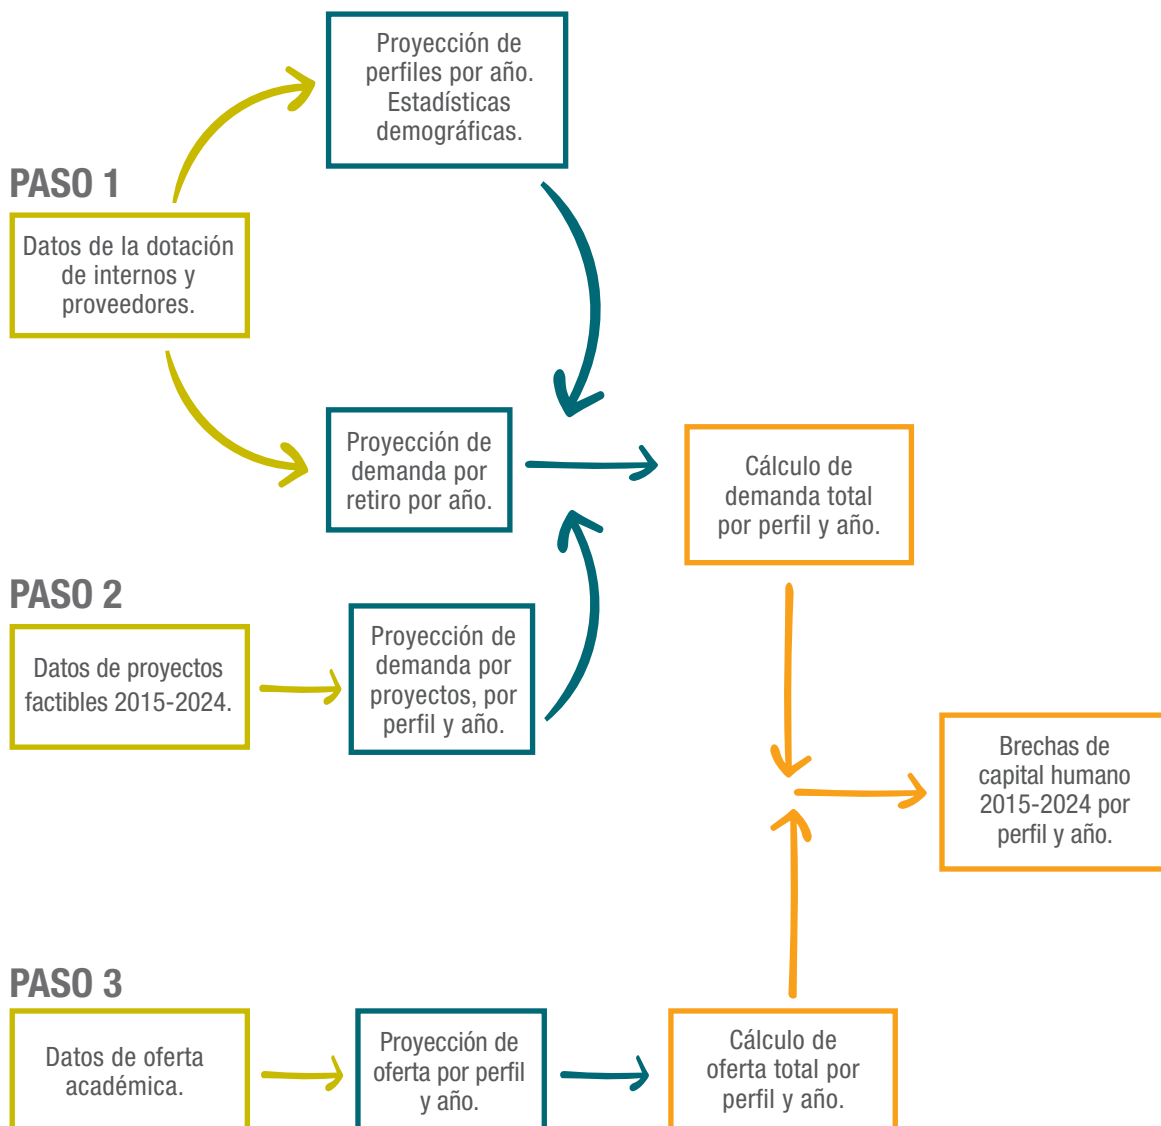 Proyección de
perfiles por año.
Estadísticas
demográficas.
PASO 1
Datos de la dotación
de internos y
proveedores.
Proyección de
demanda por
retiro por año.
Cálculo de
demanda total
por perfil y año.
PASO 2
Datos de proyectos
factibles 2015-2024.
Proyección de
demanda por
proyectos, por
perfil y año.
Brechas de
capital humano
2015-2024 por
perfil y año.
PASO 3
Datos de oferta
académica.
Proyección de
oferta por perfil
y año.
Cálculo de
oferta total por
perfil y año.